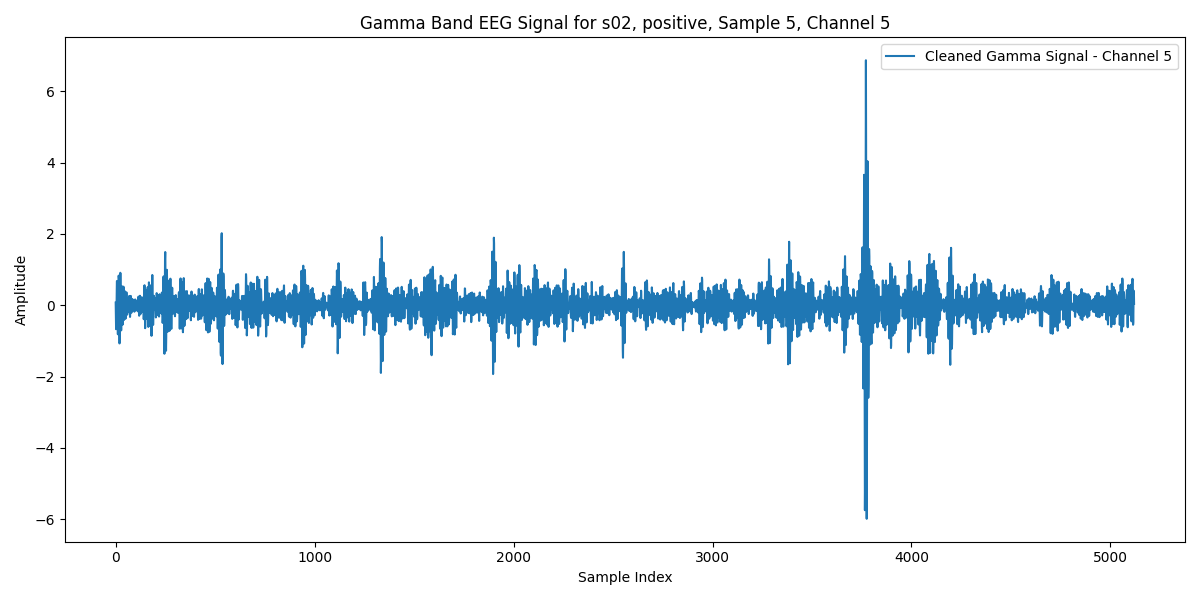 Gamma Band EEG Signal for s02, positive, Sample 5, Channel 5
Cleaned Gamma Signal - Channel 5
6
4
2
0
−2
−4
−6
Amplitude
0 1000 2000 3000 4000 5000
Sample Index